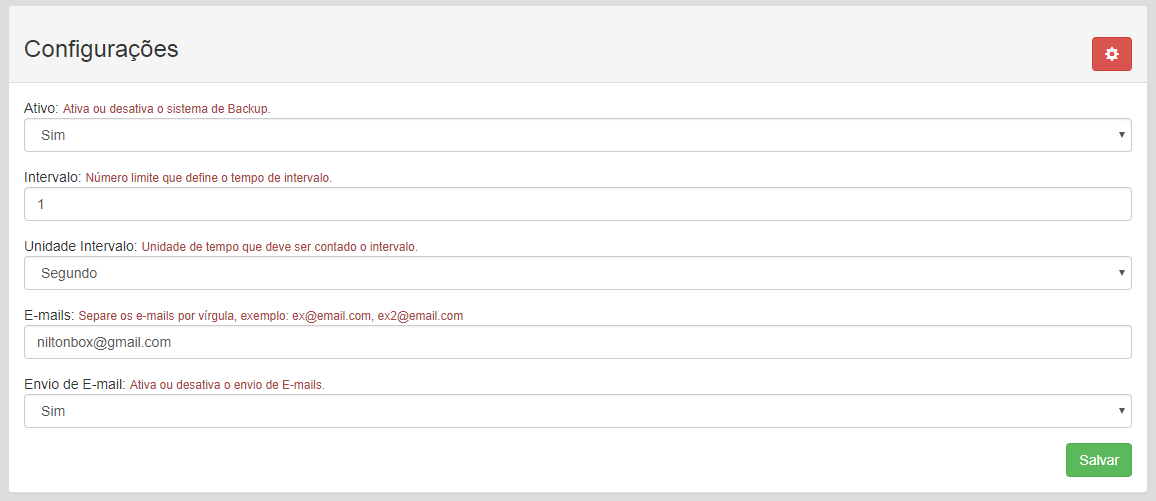 Configurações
Ativo: Ativa ou desativa o sistema de Backup.
Sim
Intervalo: Número limite que define o tempo de intervalo.
1
Unidade Intervalo: Unidade de tempo que deve ser contado o intervalo.
Segundo
E-mails: Separe os e-mails por vírgula, exemplo: ex@email.com, ex2@email.com
niltonbox@gmail.com
Envio de E-mail: Ativa ou desativa o envio de E-mails.
Sim
Salvar